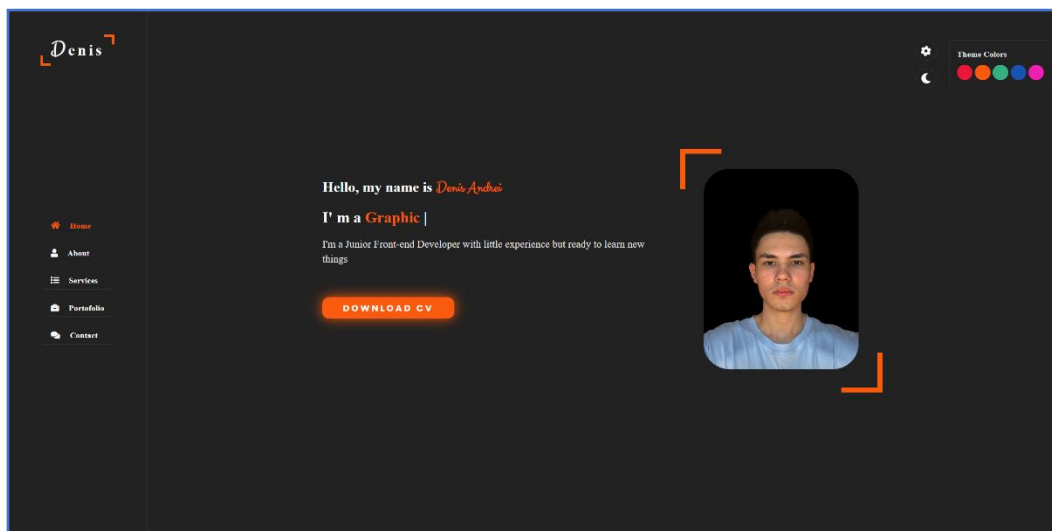 Denis
Theme Colors
Hello, my name is Denis Andrei
I' m a Graphic |
I'm a Junior Front-end Developer with little experience but ready to learn new
things
DOWNLOAD CV
Home
About
Services
Portofolio
Contact